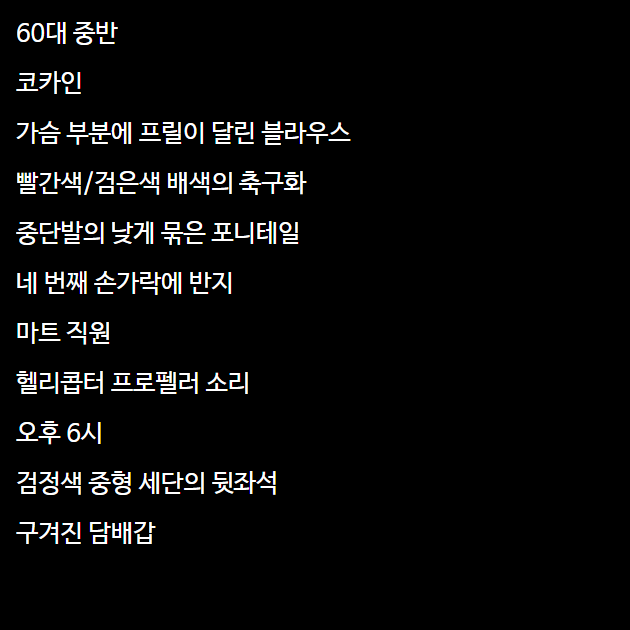 60대 중반
코카인
가슴 부분에 프릴이 달린 블라우스
빨간색/검은색 배색의 축구화
중단발의 낮게 묶은 포니테일
네 번째 손가락에 반지
마트 직원
헬리콥터 프로펠러 소리
오후 6시
검정색 중형 세단의 뒷좌석
구겨진 담배갑